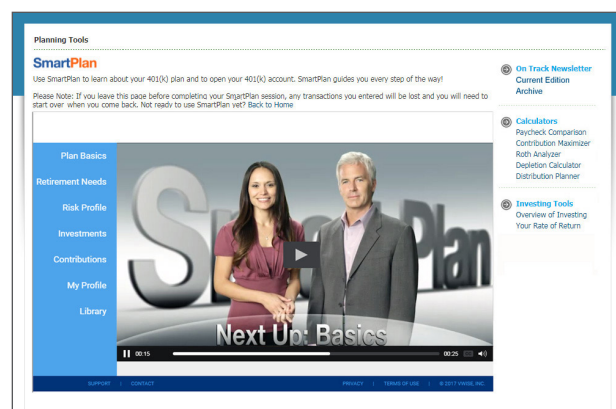 Planning Tools
SmartPlan
Use SmartPlan to learn about your 401(k) plan and to open your 401(k) account. SmartPlan guides you every step of the way!
Please Note: If you leave this page before completing your SmartPlan session, any transactions you entered will be lost and you will need to
start over when you come back. Not ready to use SmartPlan yet? Back to Home
Plan Basics
Retirement Needs
Risk Profile
Investments
Contributions
My Profile
Library
SmartPlan
Next Up: Basics
00:15
00:25
SUPPORT | CONTACT
PRIVACY | TERMS OF USE | © 2017 VWISE, INC
On Track Newsletter
Current Edition
Archive
Calculators
Paycheck Comparison
Contribution Maximizer
Roth Analyzer
Depletion Calculator
Distribution Planner
Investing Tools
Overview of Investing
Your Rate of Return